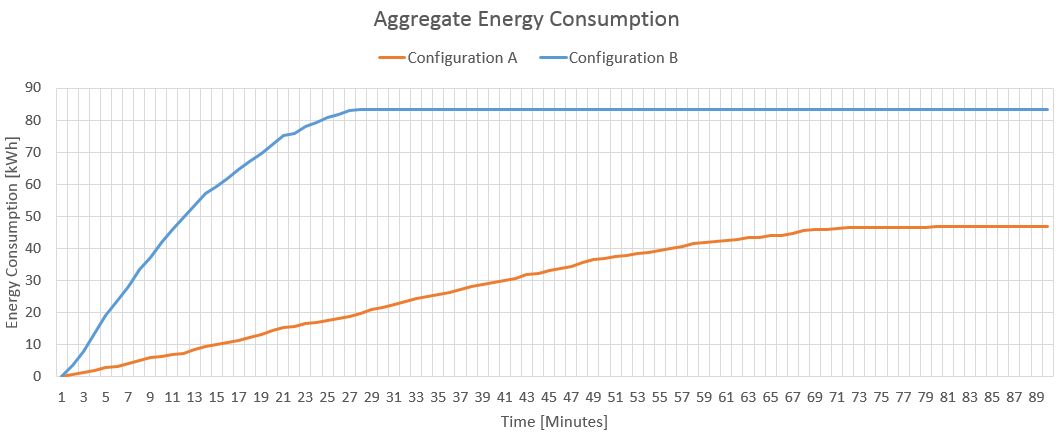 Aggregate Energy Consumption
Configuration A Configuration B
Energy Consumption [kWh]
90
80
70
60
50
40
30
20
10
0
1 3 5 7 9 11 13 15 17 19 21 23 25 27 29 31 33 35 37 39 41 43 45 47 49 51 53 55 57 59 61 63 65 67 69 71 73 75 77 79 81 83 85 87 89
Time [Minutes]